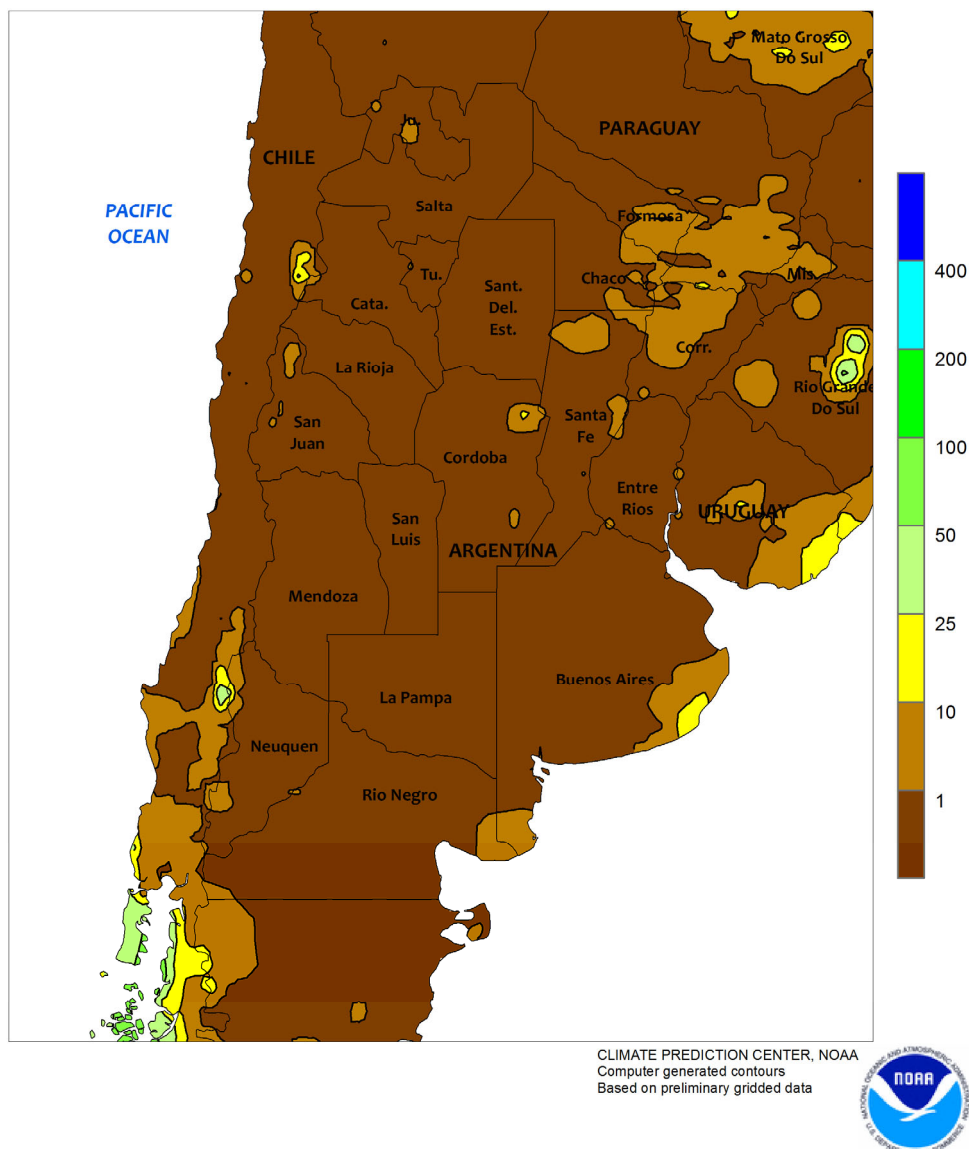 Mato Grosso
Do Sul
Ju.
PARAGUAY
CHILE
PACIFIC
OCEAN
Salta
Formosa
Tu.
Chaco
Mis.
Sant.
Del.
Est.
Cata.
La Rioja
Corr.
Rio Grande
Do Sul
San
Juan
Santa
Fe
Cordoba
Entre
Rios
URUGUAY
San
Luis
ARGENTINA
Mendoza
Buenos Aires
La Pampa
Neuquen
Rio Negro
400
200
100
50
25
10
1
CLIMATE PREDICTION CENTER, NOAA
Computer generated contours
Based on preliminary gridded data
NOAA